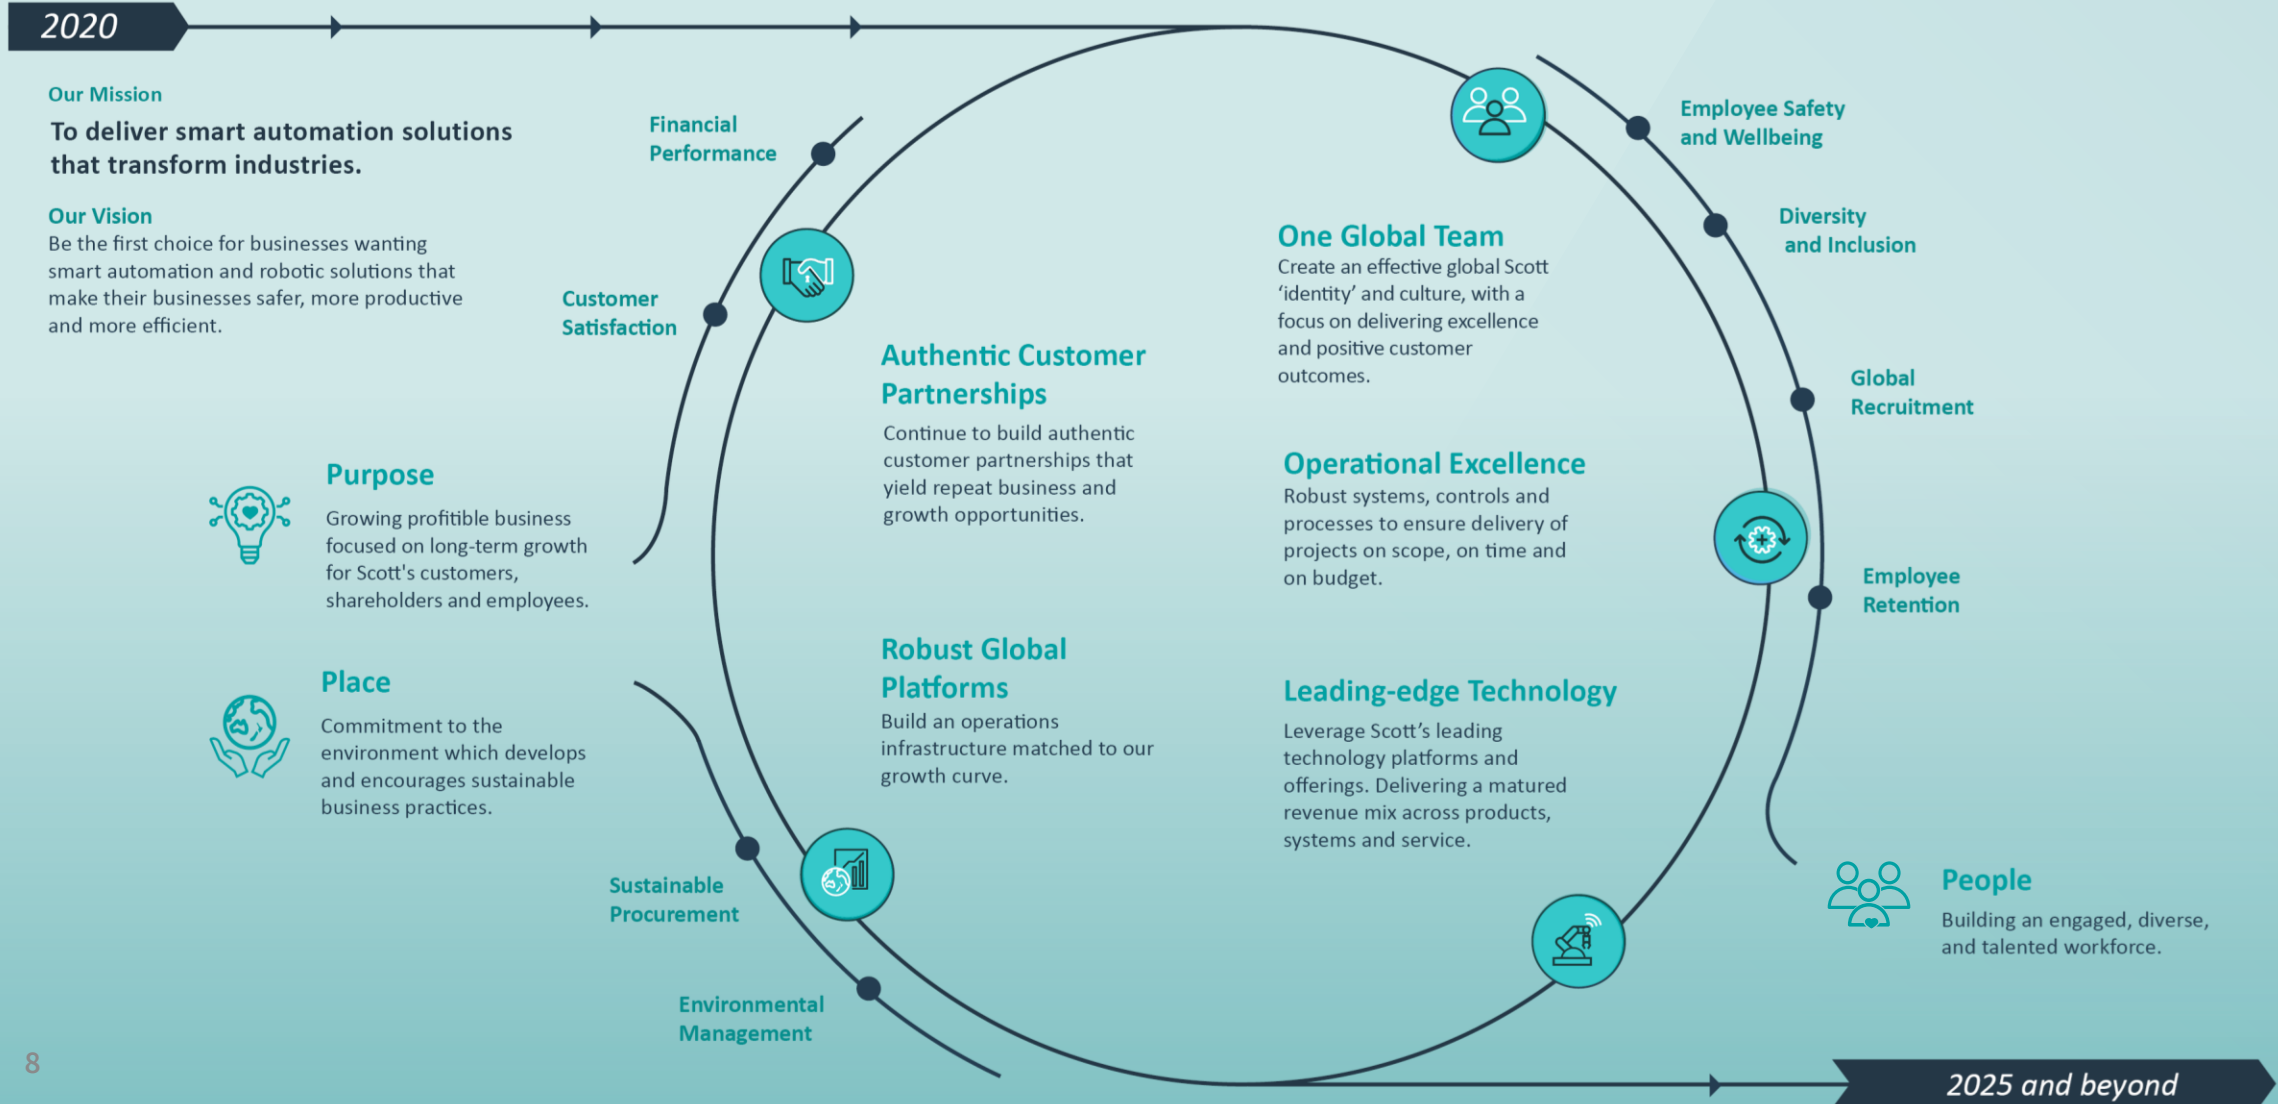 2020
Our Mission
To deliver smart automation solutions
that transform industries.
Our Vision
Be the first choice for businesses wanting
smart automation and robotic solutions that
make their businesses safer, more productive
and more efficient.
Financial
Performance
Customer
Satisfaction
Purpose
Growing profitible business
focused on long-term growth
for Scott's customers,
shareholders and employees.
Place
Commitment to the
environment which develops
and encourages sustainable
business practices.
Sustainable
Procurement
Environmental
Management
Authentic Customer
Partnerships
Continue to build authentic
customer partnerships that
yield repeat business and
growth opportunities.
Robust Global
Platforms
Build an operations
infrastructure matched to our
growth curve.
One Global Team
Create an effective global Scott
‘identity’ and culture, with a
focus on delivering excellence
and positive customer
outcomes.
Operational Excellence
Robust systems, controls and
processes to ensure delivery of
projects on scope, on time and
on budget.
Leading-edge Technology
Leverage Scott’s leading
technology platforms and
offerings. Delivering a matured
revenue mix across products,
systems and service.
Employee Safety
and Wellbeing
Diversity
and Inclusion
Global
Recruitment
Employee
Retention
People
Building an engaged, diverse,
and talented workforce.
8
2025 and beyond